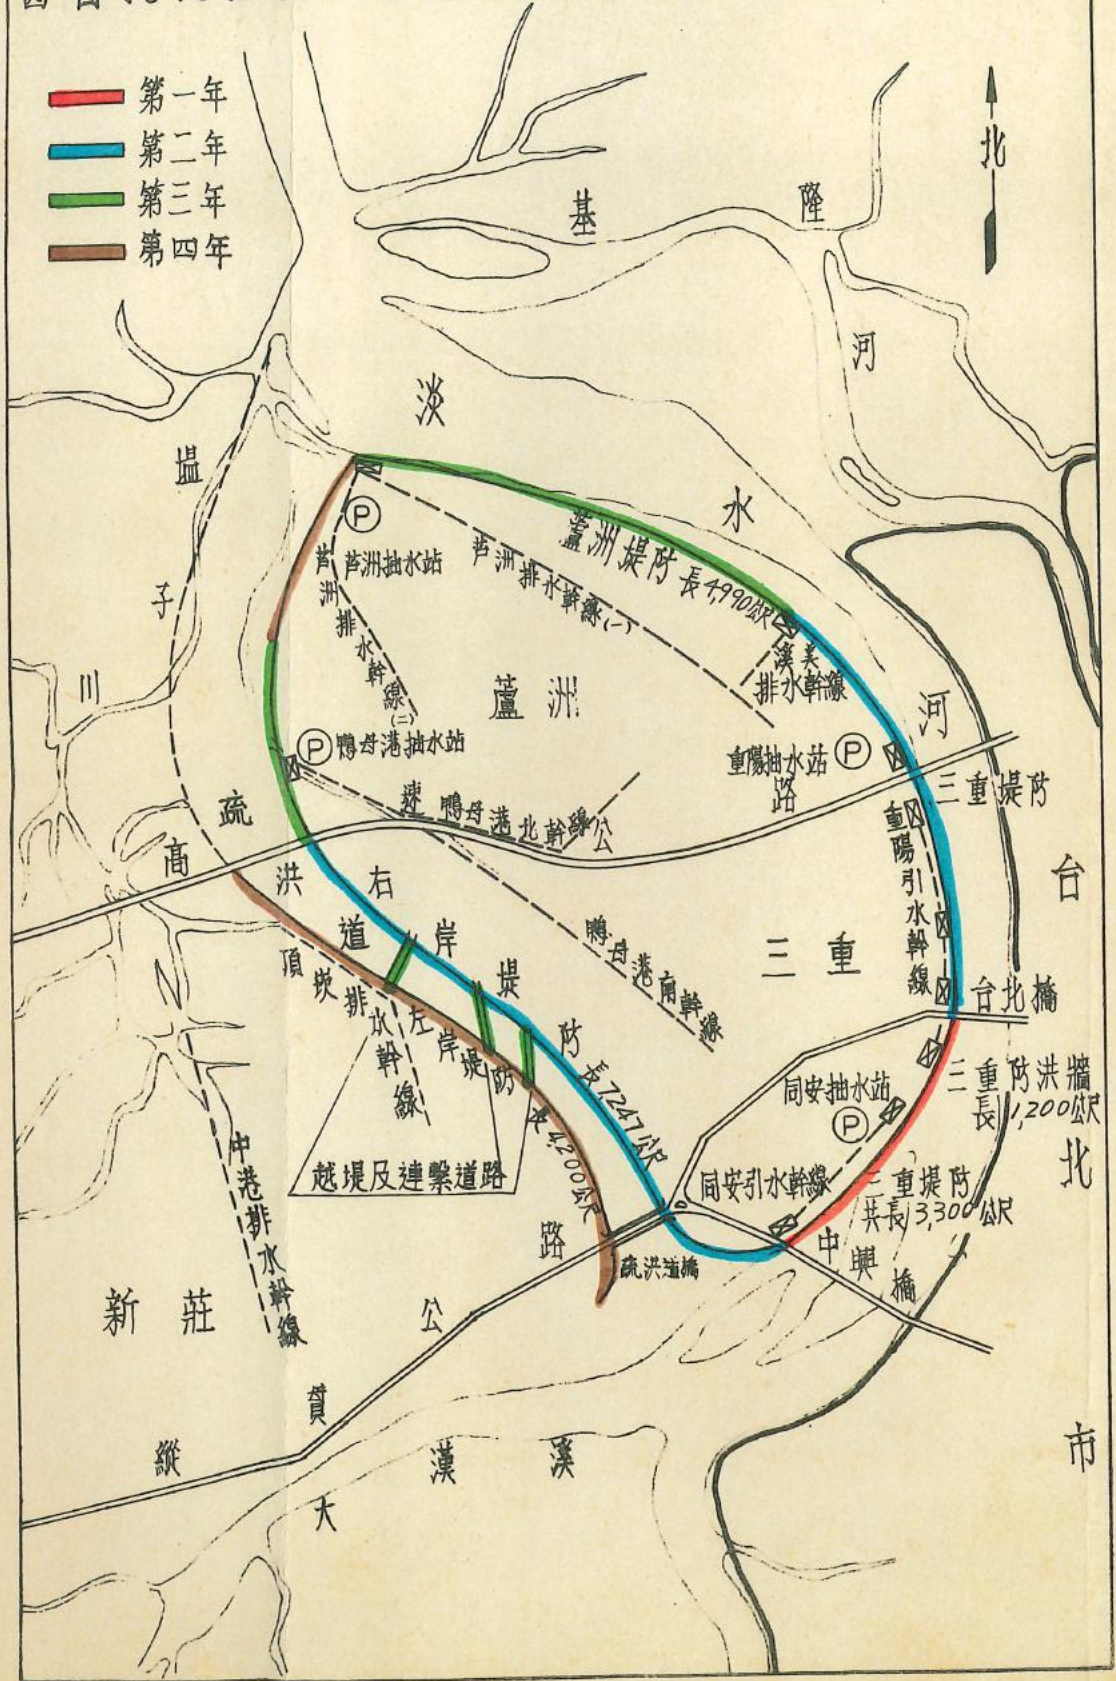 第一年
第二年
第三年
第四年
北
基隆河
淡水河
塭子川
蘆洲堤防 長4,990公尺
芦洲抽水站
P
芦洲排水幹線(一)
芦洲排水幹線(二)
溪美排水幹線
蘆洲
P 鴨母港抽水站
重陽抽水站 P
三重堤防
高速公路
鴨母港北幹線
重陽引水幹線
台北市
疏洪道
右岸堤防 長7,247公尺
鴨母港南幹線
三重
台北橋
頂崁排水幹線
左岸堤防 長4,200公尺
三重防洪牆
長1,200公尺
同安抽水站
P
同安引水幹線
三重堤防
共長3,300公尺
越堤及連繫道路
中港排水幹線
中興橋
疏洪道橋
新莊
縱貫公路
大漢溪